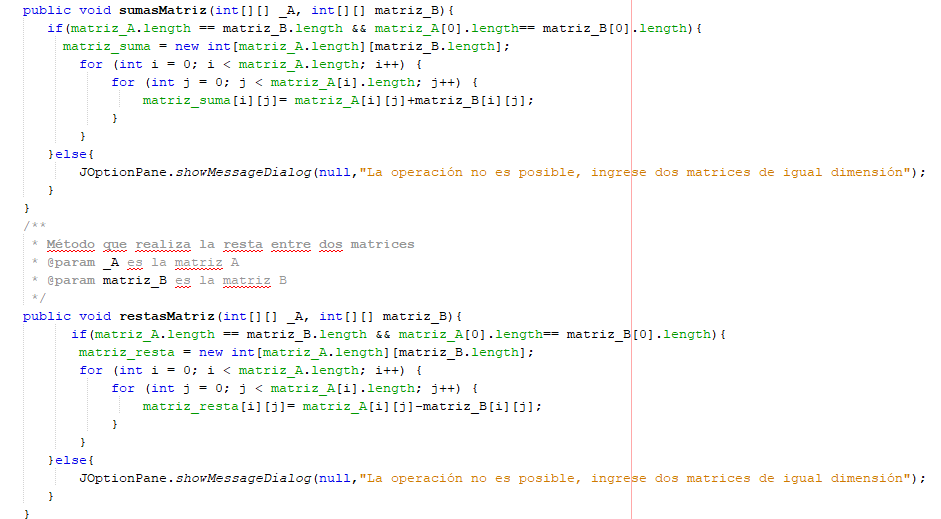 public void sumasMatriz(int[][] _A, int[][] matriz_B){
if(matriz_A.length == matriz_B.length && matriz_A[0].length== matriz_B[0].length){
matriz_suma = new int[matriz_A.length][matriz_B.length];
for (int i = 0; i < matriz_A.length; i++) {
for (int j = 0; j < matriz_A[i].length; j++) {
matriz_suma[i][j]= matriz_A[i][j]+matriz_B[i][j];
}
}
}else{
JOptionPane.showMessageDialog(null,"La operación no es posible, ingrese dos matrices de igual dimensión");
}
}
/**
* Método que realiza la resta entre dos matrices
* @param _A es la matriz A
* @param matriz_B es la matriz B
*/
public void restasMatriz(int[][] _A, int[][] matriz_B){
if(matriz_A.length == matriz_B.length && matriz_A[0].length== matriz_B[0].length){
matriz_resta = new int[matriz_A.length][matriz_B.length];
for (int i = 0; i < matriz_A.length; i++) {
for (int j = 0; j < matriz_A[i].length; j++) {
matriz_resta[i][j]= matriz_A[i][j]-matriz_B[i][j];
}
}
}else{
JOptionPane.showMessageDialog(null,"La operación no es posible, ingrese dos matrices de igual dimensión");
}
}